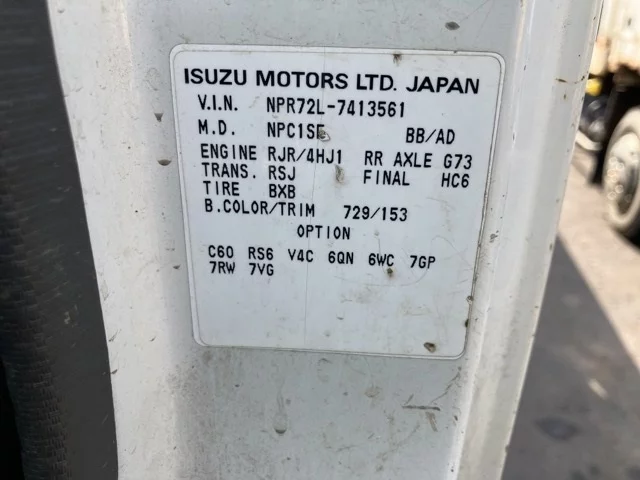 ISUZU MOTORS LTD. JAPAN
V.I.N. NPR72L-7413561
M.D. NPC1SE BB/AD
ENGINE RJR/4HJ1 RR AXLE G73
TRANS. RSJ FINAL HC6
TIRE BXB
B.COLOR/TRIM 729/153
OPTION
C60 RS6 V4C 6QN 6WC 7GP
7RW 7VG